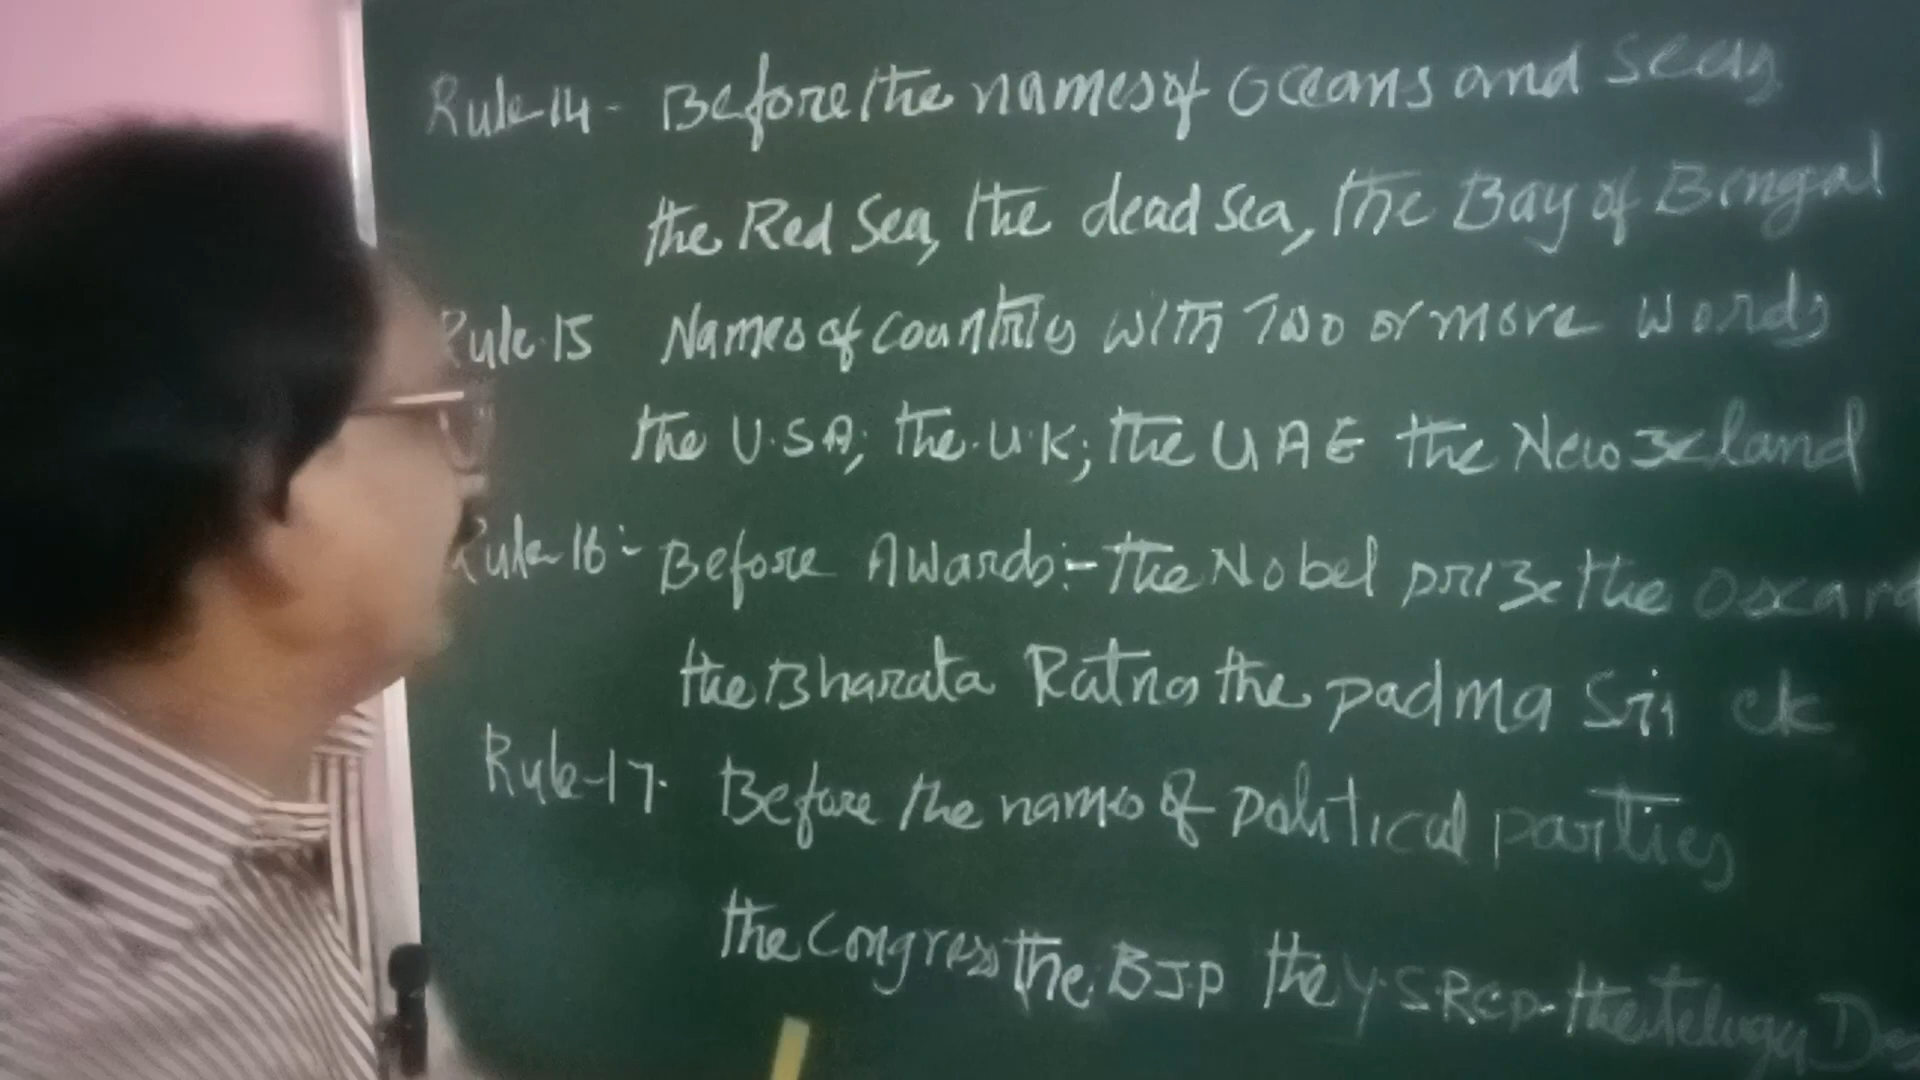 Rule-14 - Before the names of Oceans and Seas
the Red Sea, the dead sea, the Bay of Bengal
Rule.15 Names of countries with Two or more words
the U.S.A; the U.K; the UAE the New Zeland
Rule-16:- Before Awards:- the Nobel prize the Oscard
the Bharata Ratna the padma Sri etc
Rule-17. Before the names of political parties
the Congress the BJP the Y.S.RCP- the Telugu Des